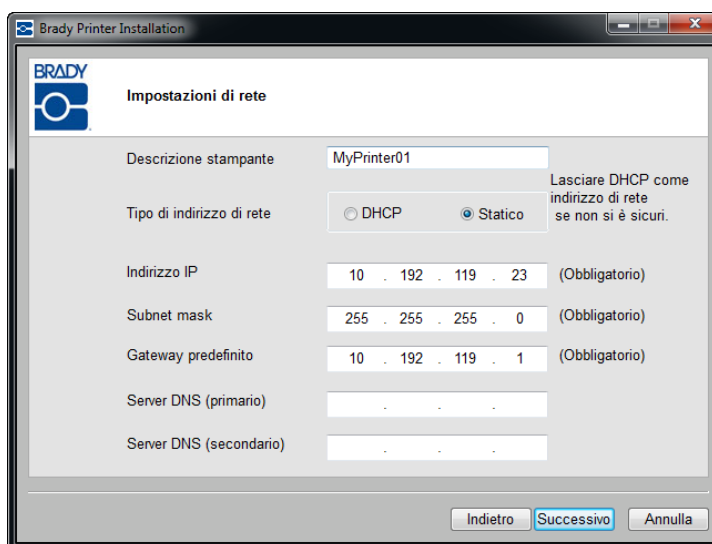 Brady Printer Installation
BRADY
Impostazioni di rete
Descrizione stampante MyPrinter01
Lasciare DHCP come
indirizzo di rete
se non si è sicuri.
Tipo di indirizzo di rete DHCP Statico
Indirizzo IP 10 . 192 . 119 . 23 (Obbligatorio)
Subnet mask 255 . 255 . 255 . 0 (Obbligatorio)
Gateway predefinito 10 . 192 . 119 . 1 (Obbligatorio)
Server DNS (primario) . . .
Server DNS (secondario) . . .
Indietro Successivo Annulla